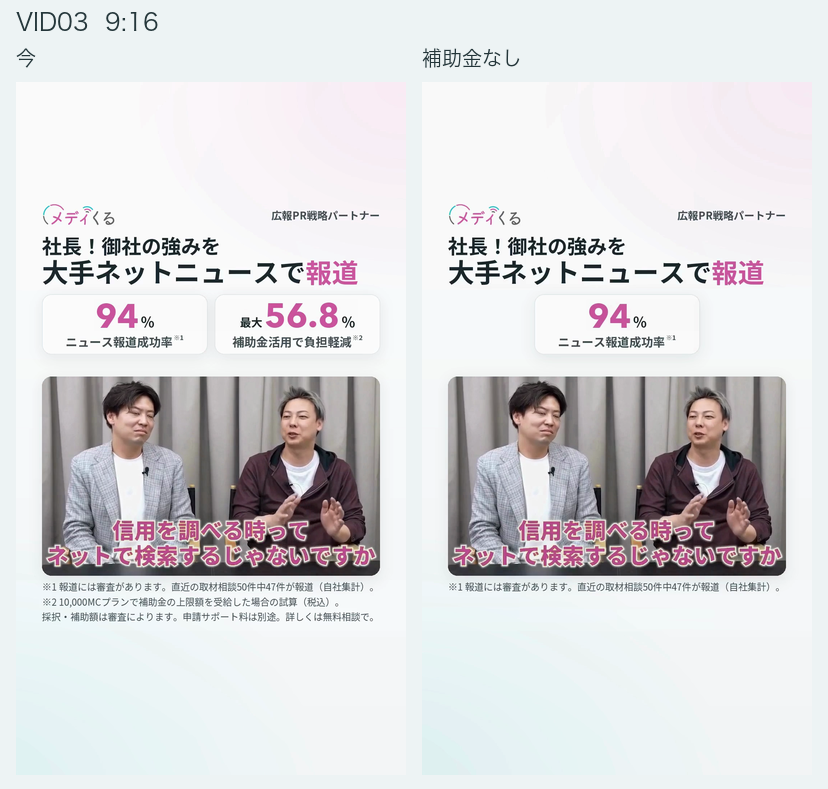 VID03 9:16
今
メディくる
広報PR戦略パートナー
社長！御社の強みを
大手ネットニュースで報道
94%
ニュース報道成功率※1
最大56.8%
補助金活用で負担軽減※2
信用を調べる時って
ネットで検索するじゃないですか
※1 報道には審査があります。直近の取材相談50件中47件が報道（自社集計）。
※2 10,000MCプランで補助金の上限額を受給した場合の試算（税込）。
採択・補助額は審査によります。申請サポート料は別途。詳しくは無料相談で。
補助金なし
メディくる
広報PR戦略パートナー
社長！御社の強みを
大手ネットニュースで報道
94%
ニュース報道成功率※1
信用を調べる時って
ネットで検索するじゃないですか
※1 報道には審査があります。直近の取材相談50件中47件が報道（自社集計）。